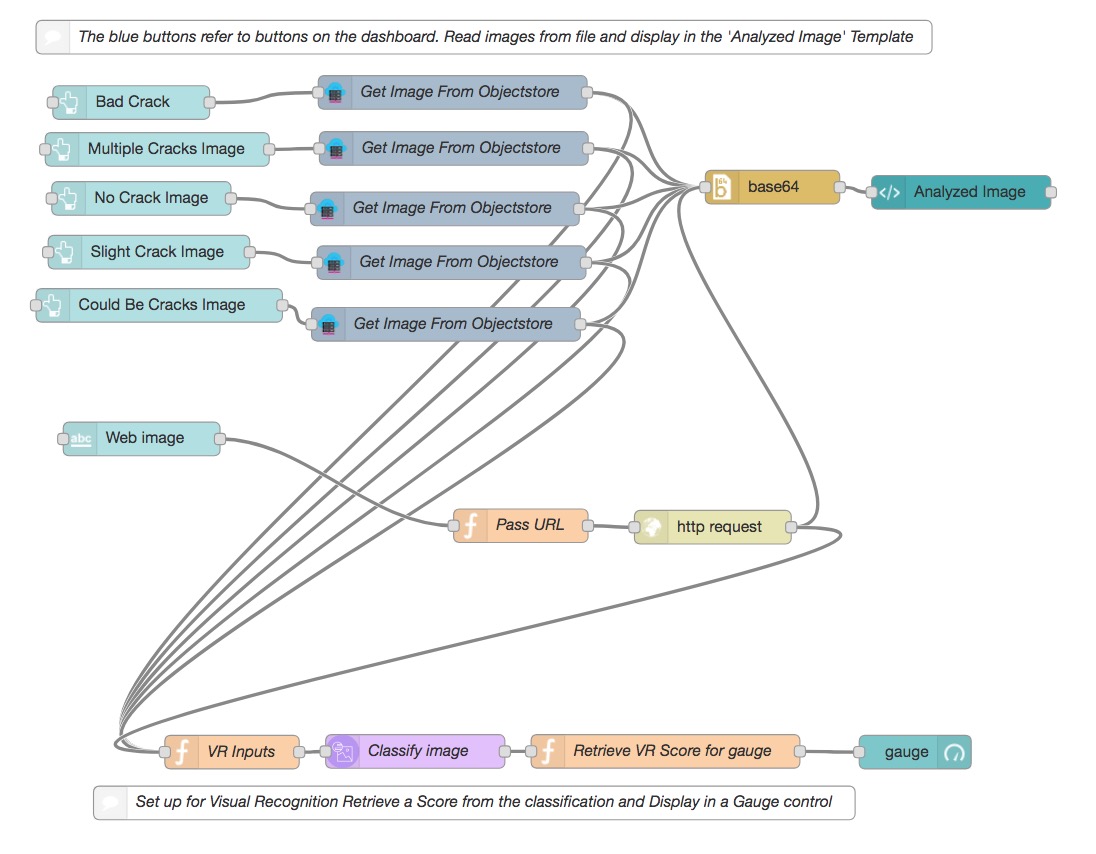 The blue buttons refer to buttons on the dashboard. Read images from file and display in the 'Analyzed Image' Template
Bad Crack
Get Image From Objectstore
Multiple Cracks Image
Get Image From Objectstore
b64
base64
Analyzed Image
No Crack Image
Get Image From Objectstore
Slight Crack Image
Get Image From Objectstore
Could Be Cracks Image
Get Image From Objectstore
abc
Web image
Pass URL
http request
VR Inputs
Classify image
Retrieve VR Score for gauge
gauge
Set up for Visual Recognition Retrieve a Score from the classification and Display in a Gauge control